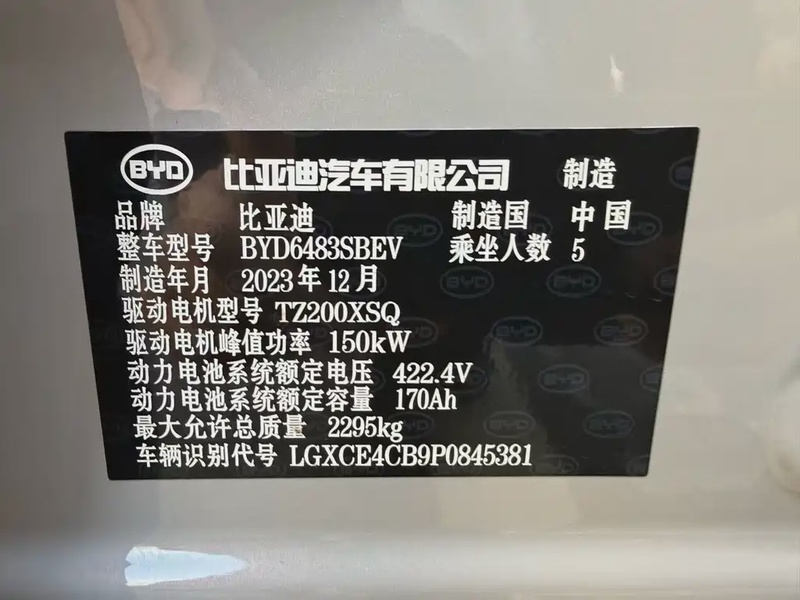 BYD 比亚迪汽车有限公司 制造
品牌 比亚迪 制造国 中国
整车型号 BYD6483SBEV 乘坐人数 5
制造年月 2023年12月
驱动电机型号 TZ200XSQ
驱动电机峰值功率 150kW
动力电池系统额定电压 422.4V
动力电池系统额定容量 170Ah
最大允许总质量 2295kg
车辆识别代号 LGXCE4CB9P0845381